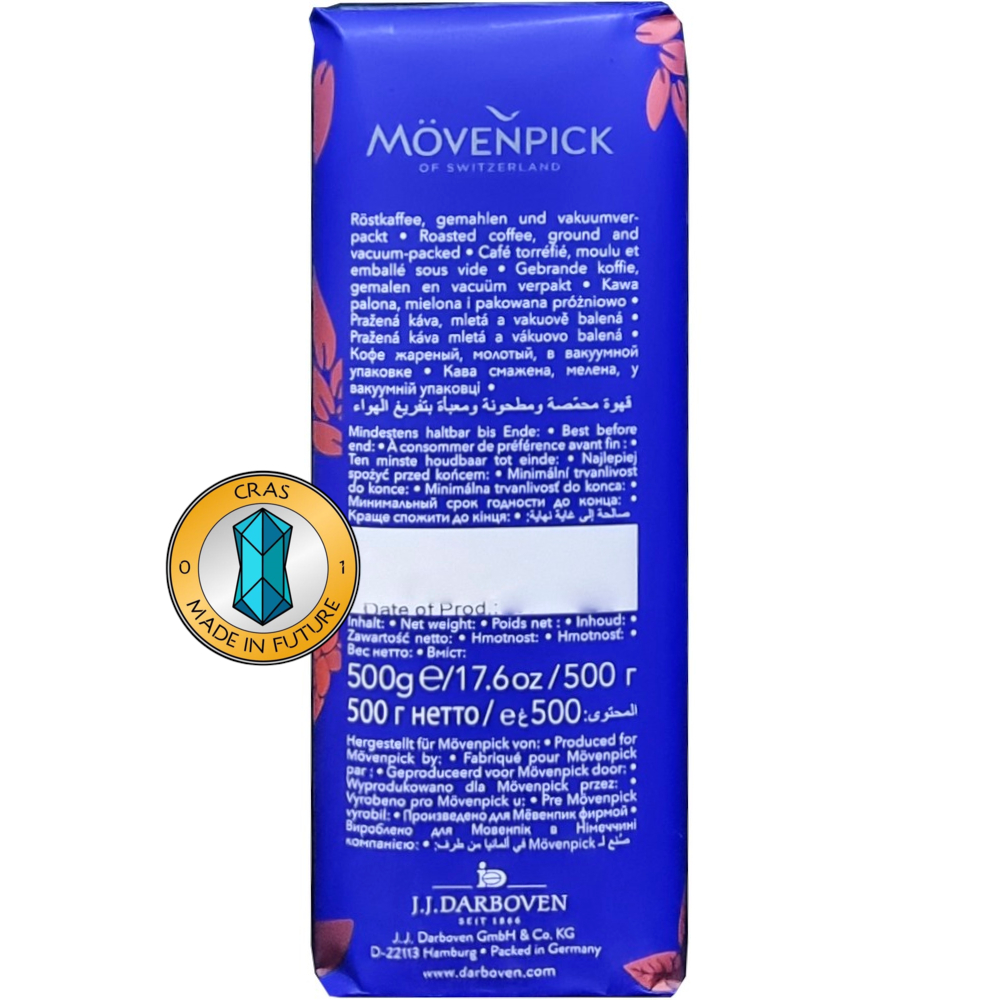 MÖVENPICK
OF SWITZERLAND
Röstkaffee, gemahlen und vakuumver-
packt • Roasted coffee, ground and
vacuum-packed • Café torréfié, moulu et
emballé sous vide • Gebrande koffie,
gemalen en vacuüm verpakt • Kawa
palona, mielona i pakowana próżniowo •
Pražená káva, mletá a vakuově balená •
Pražená káva mletá a vákuovo balená •
Кофе жареный, молотый, в вакуумной
упаковке • Кава смажена, мелена, у
вакуумній упаковці •
قهوة محمّصة ومطحونة ومعبأة بتفريغ الهواء
Mindestens haltbar bis Ende: • Best before
end: • À consommer de préférence avant fin : •
Ten minste houdbaar tot einde: • Najlepiej
spożyć przed końcem: • Minimální trvanlivost
do konce: • Minimálna trvanlivosť do konca: •
Минимальный срок годности до конца: •
Краще спожити до кінця: • صالحة إلى غاية نهاية:
Date of Prod.:
Inhalt: • Net weight: • Poids net : • Inhoud: •
Zawartość netto: • Hmotnost: • Hmotnosť: •
Вес нетто: • Вміст:
500g e/17.6oz/500 г
500 г нетто/ e غ 500 المحتوى:
Hergestellt für Mövenpick von: • Produced for
Mövenpick by: • Fabriqué pour Mövenpick
par : • Geproduceerd voor Mövenpick door: •
Wyprodukowano dla Mövenpick przez: •
Vyrobeno pro Mövenpick u: • Pre Mövenpick
vyrobil: • Произведено для Мёвенпик фирмой •
Вироблено для Мовенпік в Німеччині
компанією: • صُنع لـ Mövenpick في ألمانيا من طرف:
J.J.DARBOVEN
SEIT 1866
J.J. Darboven GmbH & Co. KG
D-22113 Hamburg • Packed in Germany
www.darboven.com
CRAS
0 1
MADE IN FUTURE